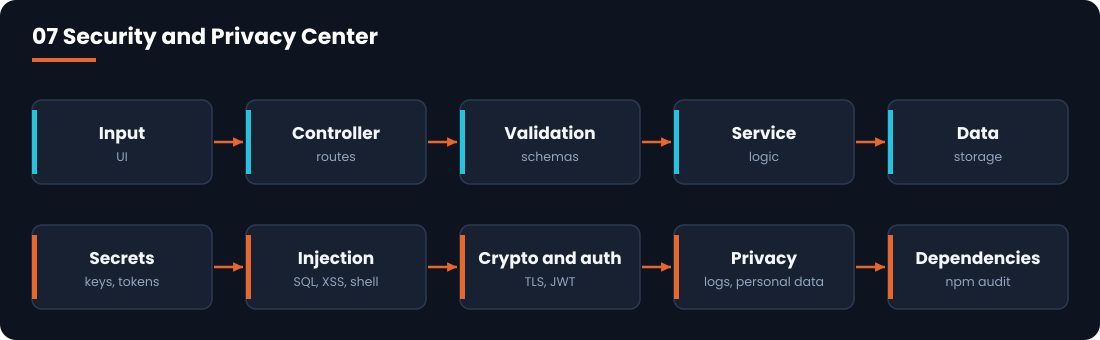 07 Security and Privacy Center
Input
UI
Controller
routes
Validation
schemas
Service
logic
Data
storage
Secrets
keys, tokens
Injection
SQL, XSS, shell
Crypto and auth
TLS, JWT
Privacy
logs, personal data
Dependencies
npm audit